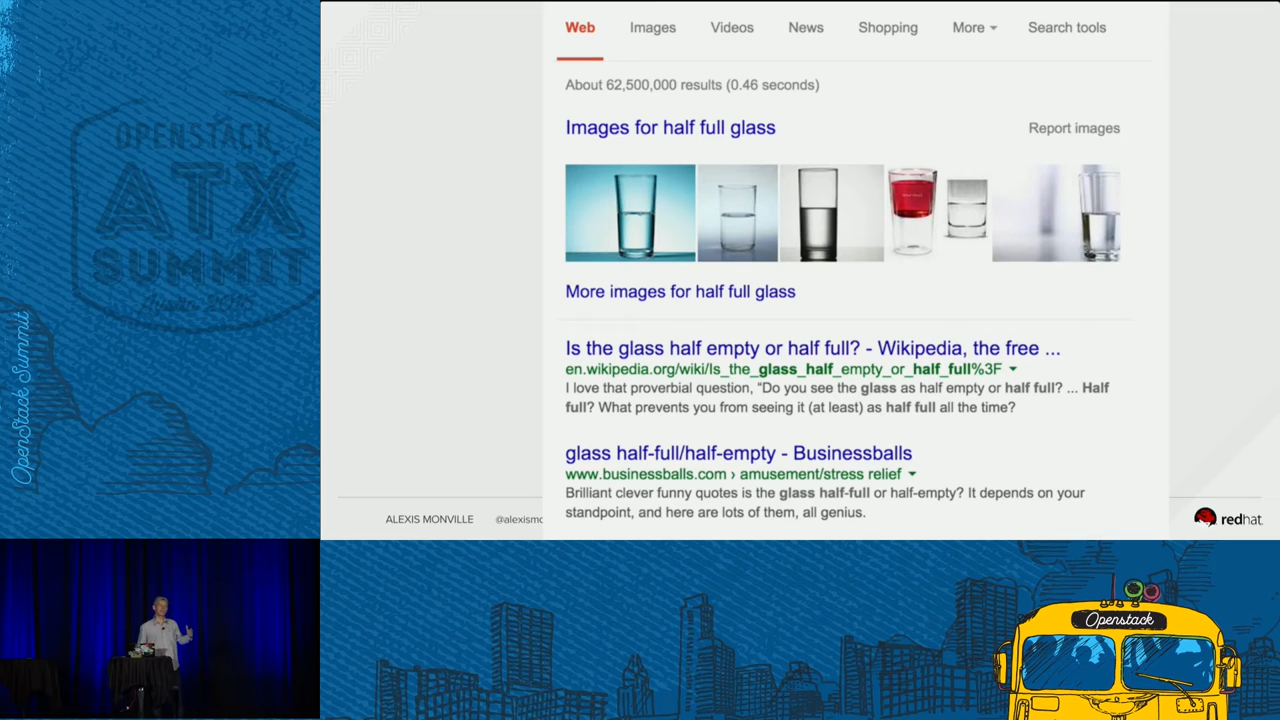 OPENSTACK
ATX
SUMMIT
Austin 2016
OpenStack Summit
Web Images Videos News Shopping More Search tools
About 62,500,000 results (0.46 seconds)
Images for half full glass Report images
More images for half full glass
Is the glass half empty or half full? - Wikipedia, the free ...
en.wikipedia.org/wiki/Is_the_glass_half_empty_or_half_full%3F
I love that proverbial question, “Do you see the glass as half empty or half full? ... Half
full? What prevents you from seeing it (at least) as half full all the time?
glass half-full/half-empty - Businessballs
www.businessballs.com › amusement/stress relief
Brilliant clever funny quotes is the glass half-full or half-empty? It depends on your
standpoint, and here are lots of them, all genius.
ALEXIS MONVILLE @alexismo
redhat.
Openstack